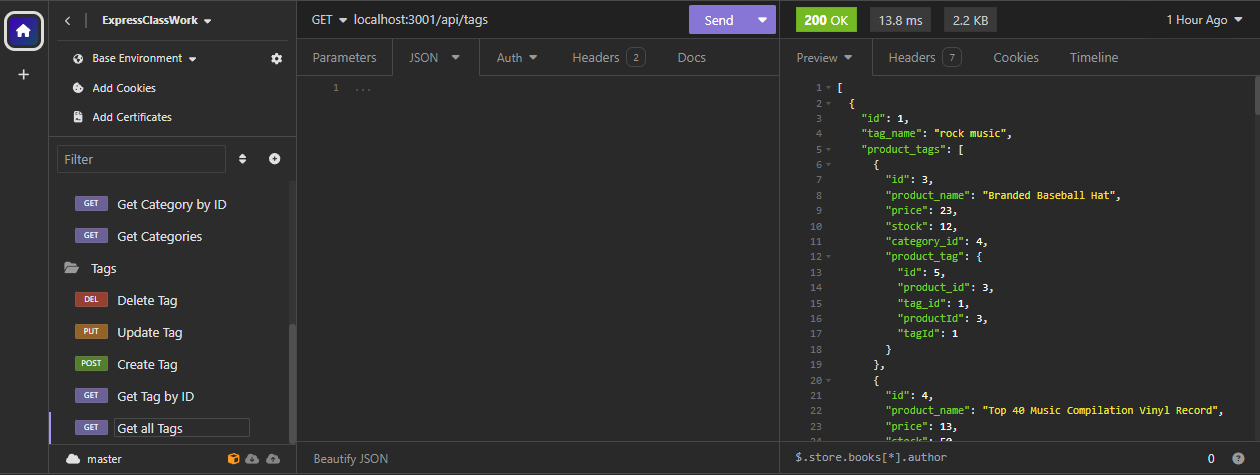 ExpressClassWork
Base Environment
Add Cookies
Add Certificates
Filter
GET Get Category by ID
GET Get Categories
Tags
DEL Delete Tag
PUT Update Tag
POST Create Tag
GET Get Tag by ID
GET Get all Tags
master
GET localhost:3001/api/tags
Send
Parameters JSON Auth Headers 2 Docs
1 ...
Beautify JSON
200 OK 13.8 ms 2.2 KB 1 Hour Ago
Preview Headers 7 Cookies Timeline
1 [
2 {
3 "id": 1,
4 "tag_name": "rock music",
5 "product_tags": [
6 {
7 "id": 3,
8 "product_name": "Branded Baseball Hat",
9 "price": 23,
10 "stock": 12,
11 "category_id": 4,
12 "product_tag": {
13 "id": 5,
14 "product_id": 3,
15 "tag_id": 1,
16 "productId": 3,
17 "tagId": 1
18 }
19 },
20 {
21 "id": 4,
22 "product_name": "Top 40 Music Compilation Vinyl Record",
23 "price": 13,
24 "stock": 50,
$.store.books[*].author 0